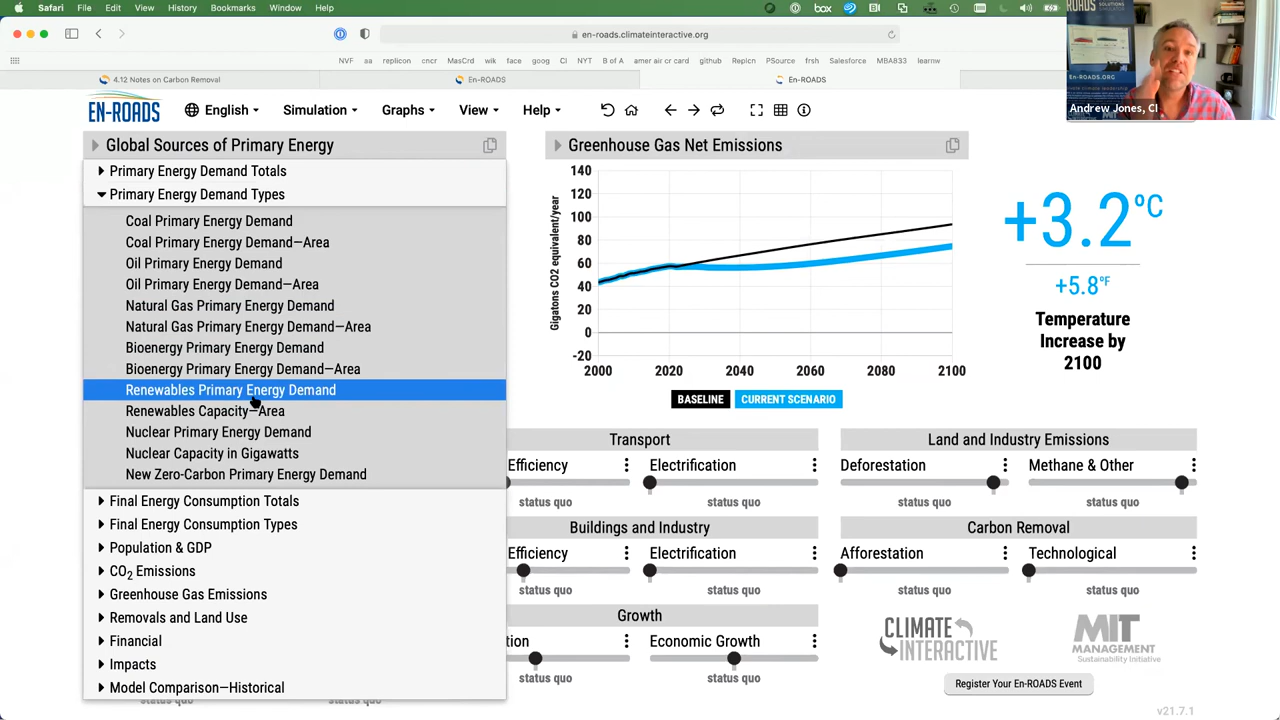 Safari File Edit View History Bookmarks Window Help
box
en-roads.climateinteractive.org
NVF aa replicon cncr MasCrd wik face goog CI NYT B of A amer air cr card github Replcn PSource frsh Salesforce MBA833 learnw
4.12 Notes on Carbon Removal
En-ROADS
En-ROADS
SOLUTIONS
En-ROADS.ORG
Andrew Jones, CI
EN-ROADS
English
Simulation
Graphs
View
Help
Global Sources of Primary Energy
Primary Energy Demand Totals
Primary Energy Demand Types
Coal Primary Energy Demand
Coal Primary Energy Demand–Area
Oil Primary Energy Demand
Oil Primary Energy Demand–Area
Natural Gas Primary Energy Demand
Natural Gas Primary Energy Demand–Area
Bioenergy Primary Energy Demand
Bioenergy Primary Energy Demand–Area
Renewables Primary Energy Demand
Renewables Capacity–Area
Nuclear Primary Energy Demand
Nuclear Capacity in Gigawatts
New Zero-Carbon Primary Energy Demand
Final Energy Consumption Totals
Final Energy Consumption Types
Population & GDP
CO2 Emissions
Greenhouse Gas Emissions
Removals and Land Use
Financial
Impacts
Model Comparison–Historical
status quo
status quo
Greenhouse Gas Net Emissions
Gigatons CO2 equivalent/year
140
120
100
80
60
40
20
0
-20
2000 2020 2040 2060 2080 2100
BASELINE
CURRENT SCENARIO
+3.2°C
+5.8°F
Temperature
Increase by
2100
Transport
Efficiency
Electrification
status quo
status quo
Land and Industry Emissions
Deforestation
Methane & Other
status quo
status quo
Buildings and Industry
Efficiency
Electrification
status quo
status quo
Carbon Removal
Afforestation
Technological
status quo
status quo
Growth
tion
Economic Growth
status quo
status quo
CLIMATE
INTERACTIVE
MIT
MANAGEMENT
Sustainability Initiative
Register Your En-ROADS Event
v21.7.1